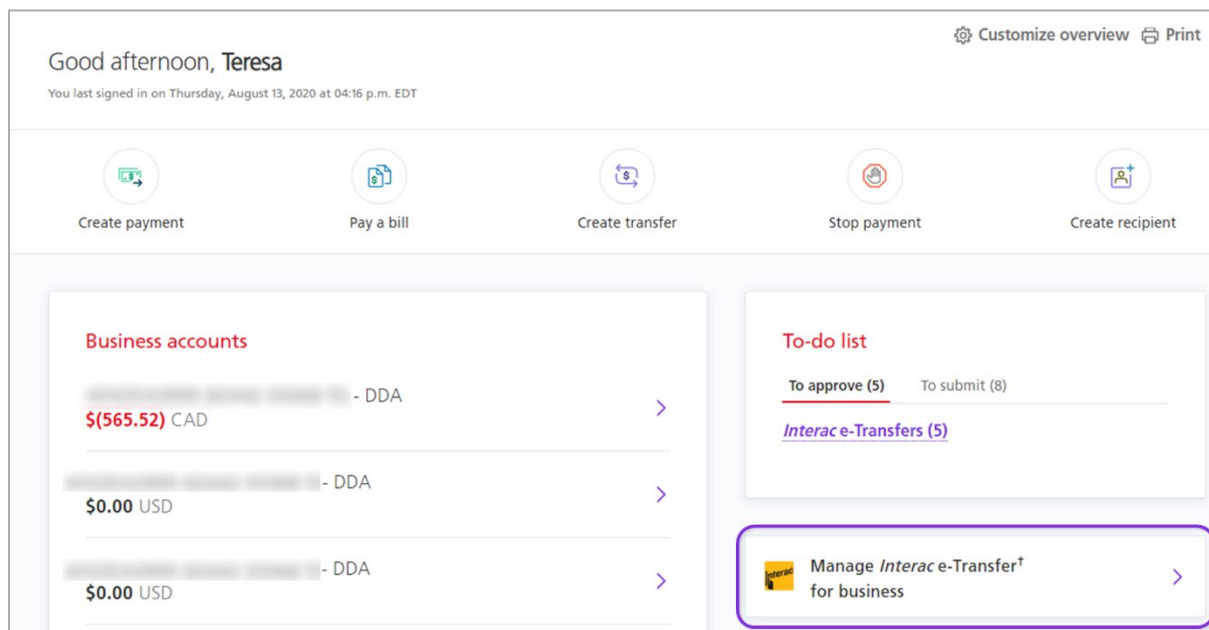 Customize overview Print
Good afternoon, Teresa
You last signed in on Thursday, August 13, 2020 at 04:16 p.m. EDT
Create payment
Pay a bill
Create transfer
Stop payment
Create recipient
Business accounts
- DDA
$(565.52) CAD
- DDA
$0.00 USD
- DDA
$0.00 USD
To-do list
To approve (5) To submit (8)
Interac e-Transfers (5)
Interac
Manage Interac e-Transfer†
for business